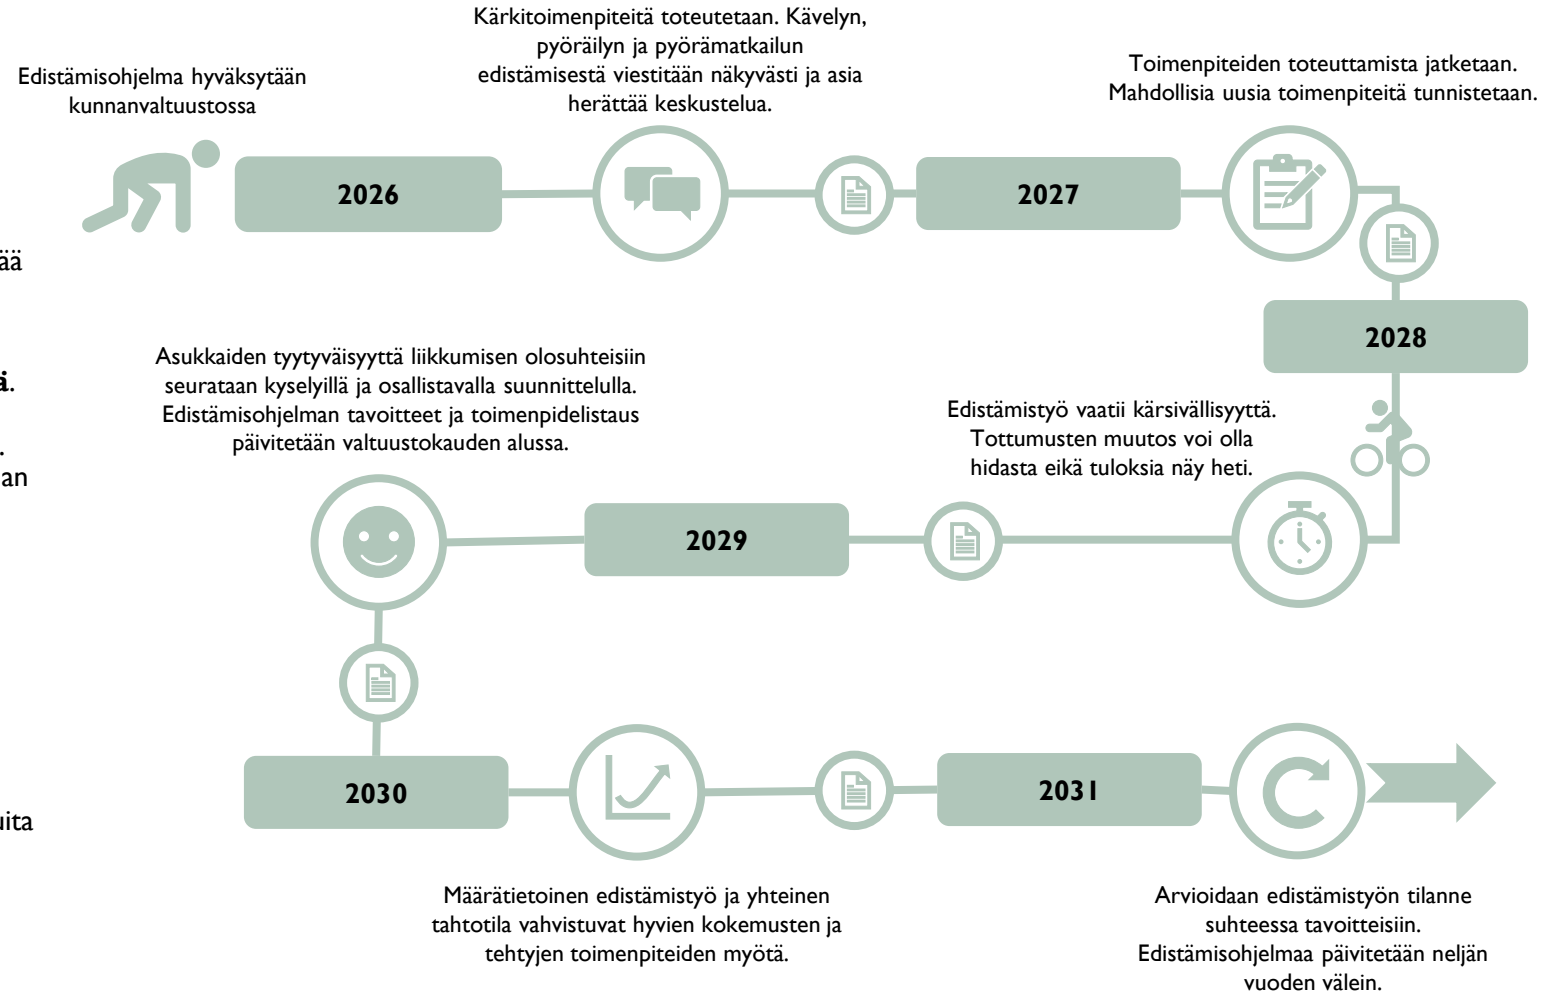 Edistämisohjelma hyväksytään
kunnanvaltuustossa
Kärkitoimenpiteitä toteutetaan. Kävelyn,
pyöräilyn ja pyörämatkailun
edistämisestä viestitään näkyvästi ja asia
herättää keskustelua.
Toimenpiteiden toteuttamista jatketaan.
Mahdollisia uusia toimenpiteitä tunnistetaan.
2026
2027
2028
Edistämistyö vaatii kärsivällisyyttä.
Tottumusten muutos voi olla
hidasta eikä tuloksia näy heti.
Asukkaiden tyytyväisyyttä liikkumisen olosuhteisiin
seurataan kyselyillä ja osallistavalla suunnittelulla.
Edistämisohjelman tavoitteet ja toimenpidelistaus
päivitetään valtuustokauden alussa.
2029
2030
2031
Määrätietoinen edistämistyö ja yhteinen
tahtotila vahvistuvat hyvien kokemusten ja
tehtyjen toimenpiteiden myötä.
Arvioidaan edistämistyön tilanne
suhteessa tavoitteisiin.
Edistämisohjelmaa päivitetään neljän
vuoden välein.